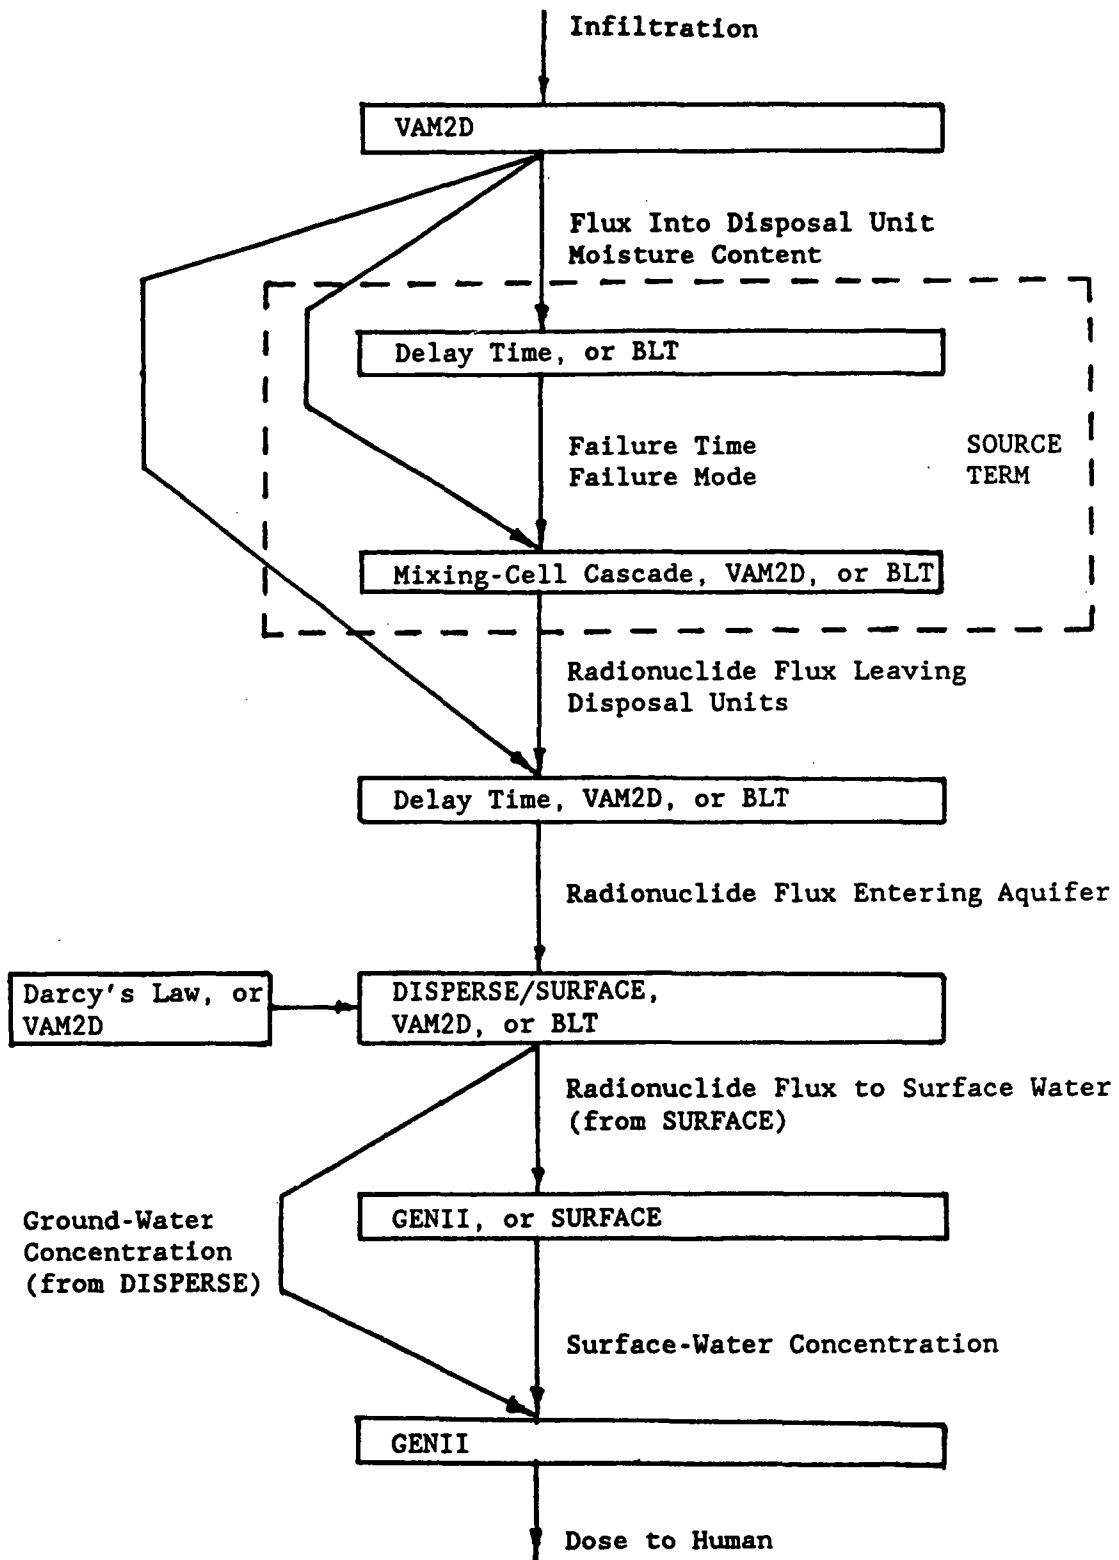 Infiltration
VAM2D
Flux Into Disposal Unit
Moisture Content
Delay Time, or BLT
Failure Time
Failure Mode
SOURCE
TERM
Mixing-Cell Cascade, VAM2D, or BLT
Radionuclide Flux Leaving
Disposal Units
Delay Time, VAM2D, or BLT
Radionuclide Flux Entering Aquifer
Darcy's Law, or
VAM2D
DISPERSE/SURFACE,
VAM2D, or BLT
Radionuclide Flux to Surface Water
(from SURFACE)
Ground-Water
Concentration
(from DISPERSE)
GENII, or SURFACE
Surface-Water Concentration
GENII
Dose to Human